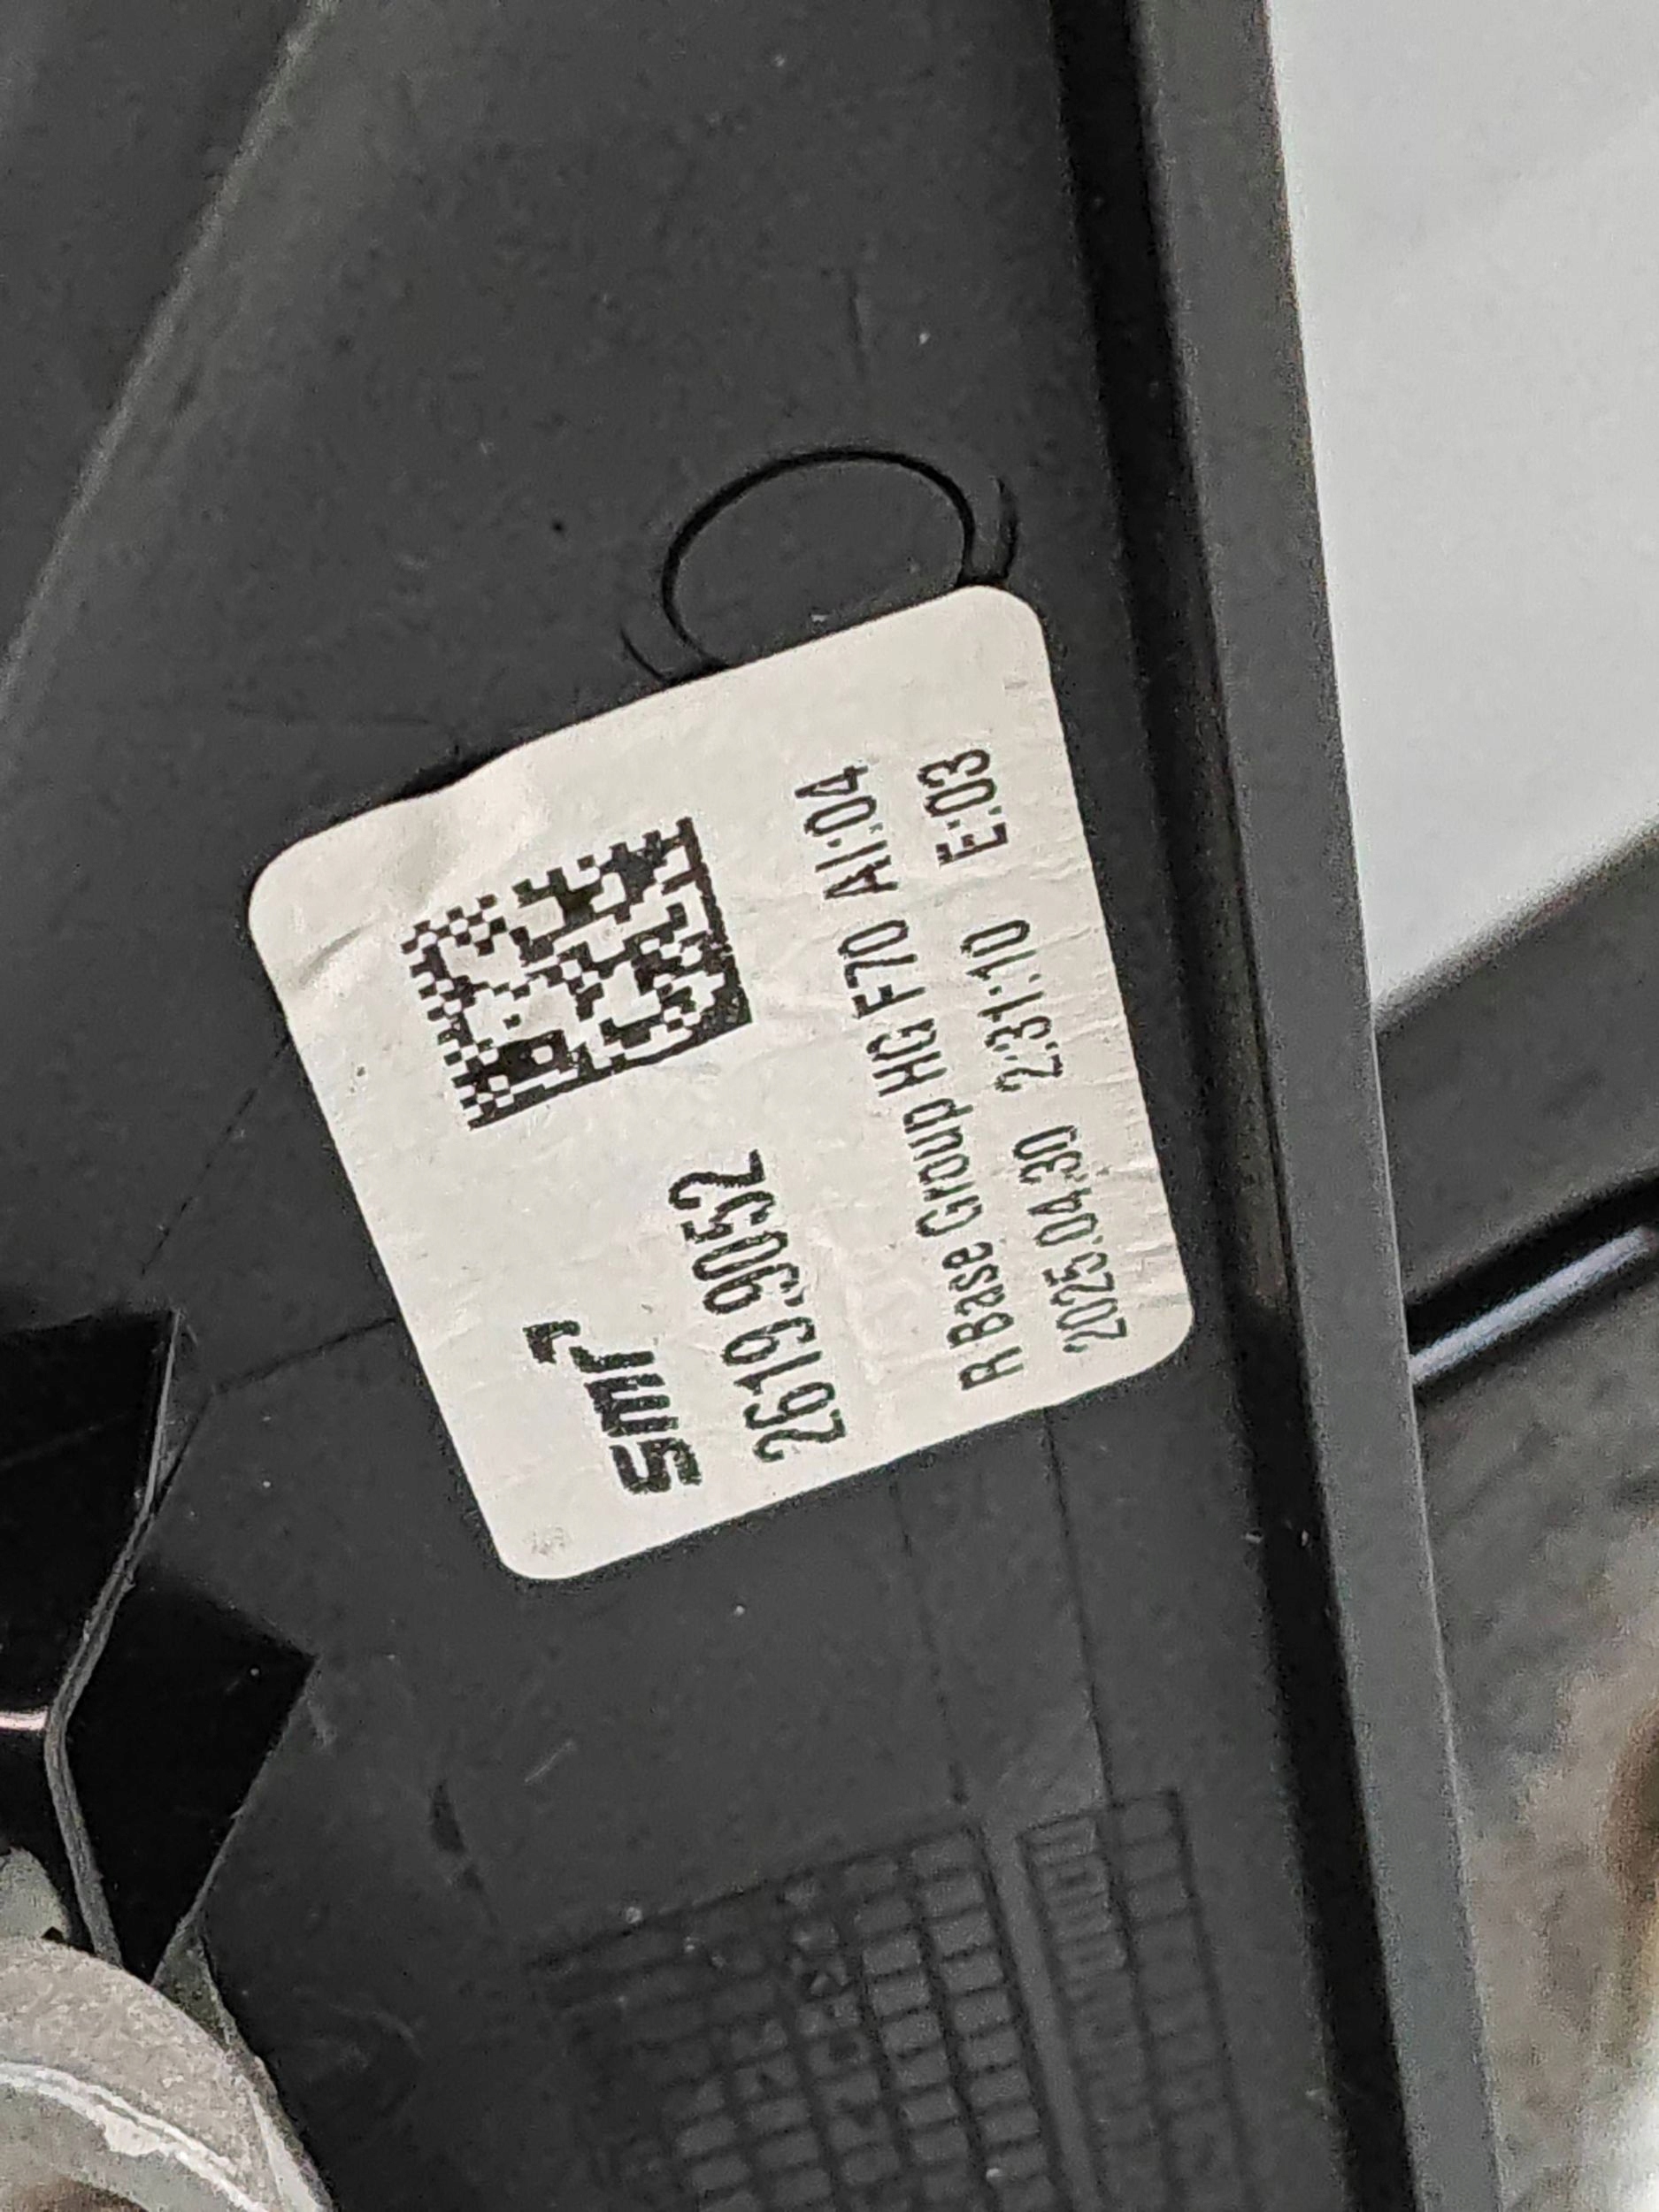 smr
2619.9052
R Base Group HG F70 AI:04
2025.04.30 2:31:10 E:03